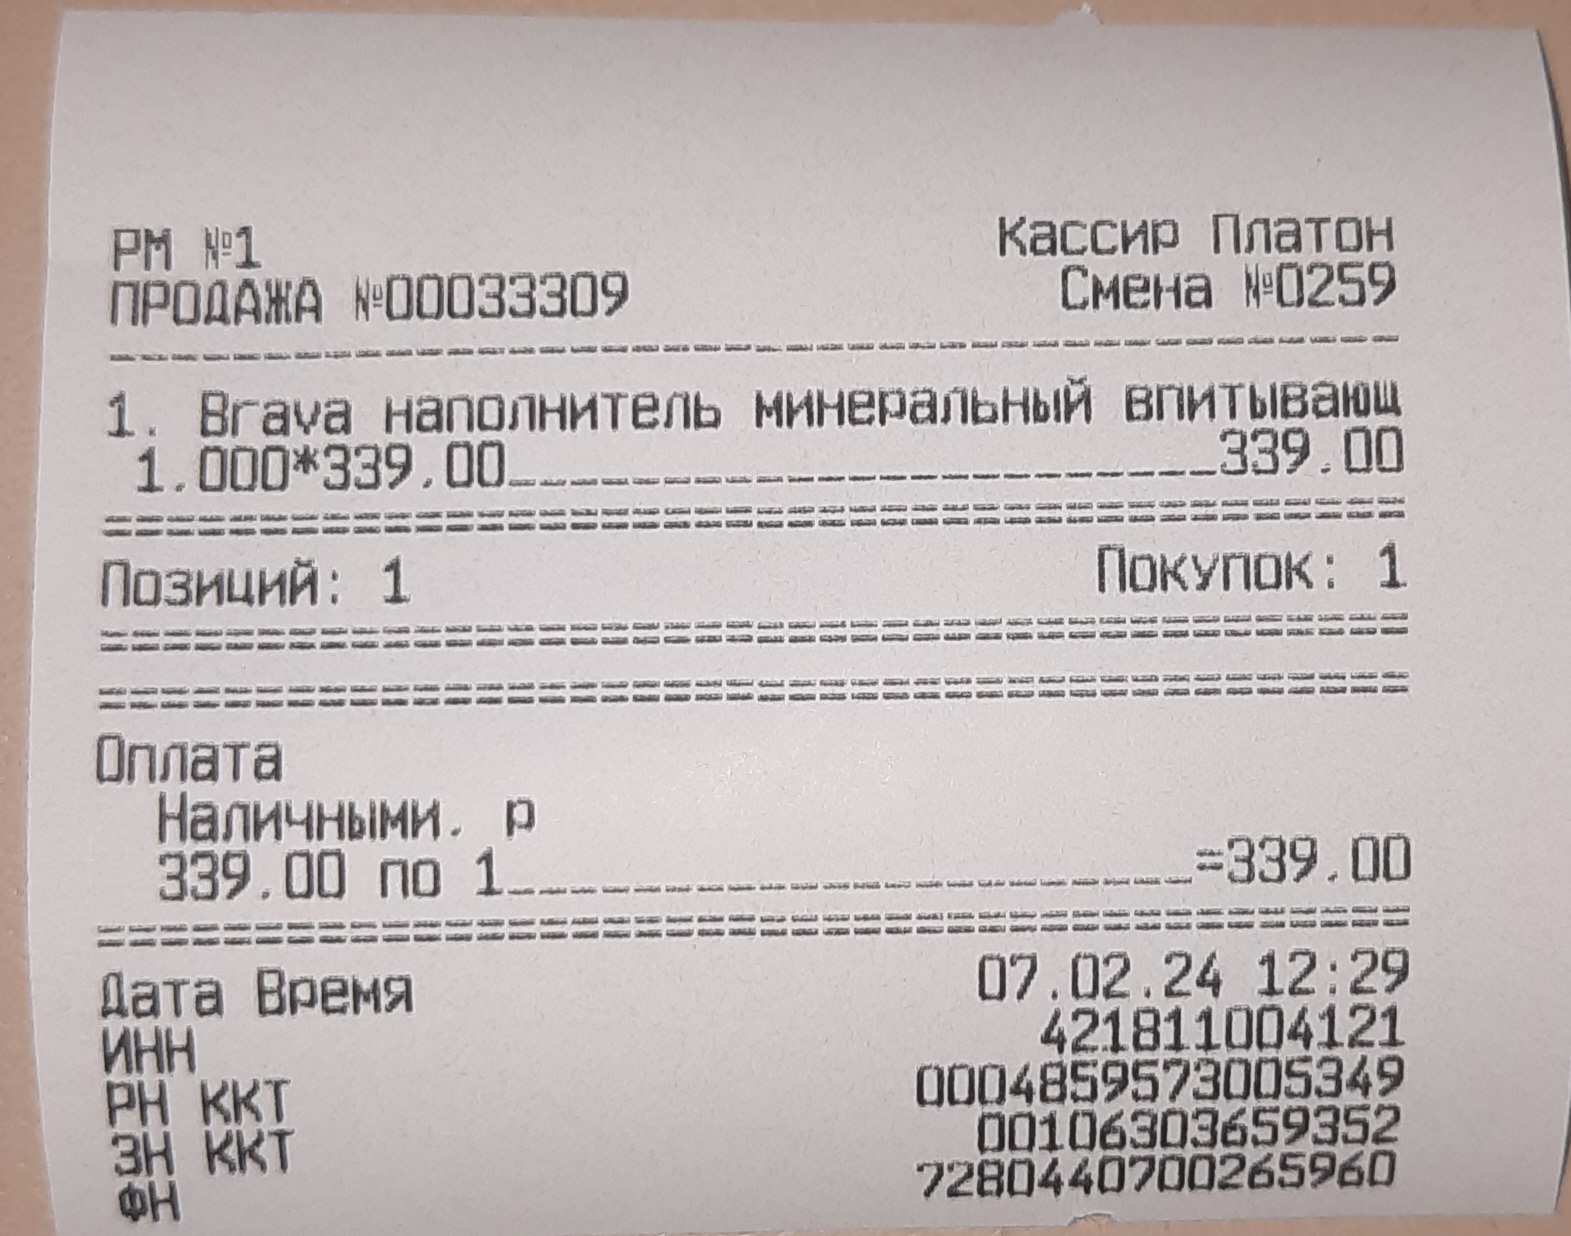 РМ №1 Кассир Платон
ПРОДАЖА №00033309 Смена №0259
1. Brava наполнитель минеральный впитывающ
1.000*339.00 339.00
Позиций: 1 Покупок: 1
Оплата
Наличными. р
339.00 по 1 =339.00
Дата Время 07.02.24 12:29
ИНН 421811004121
РН ККТ 0004859573005349
ЗН ККТ 00106303659352
ФН 7280440700265960